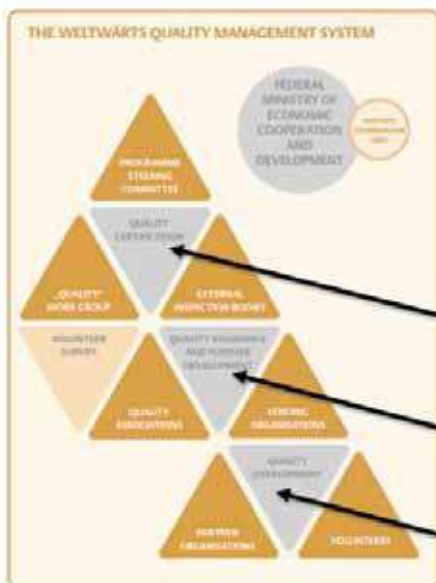 THE WELTWÄRTS QUALITY MANAGEMENT SYSTEM
FEDERAL
MINISTRY OF
ECONOMIC
COOPERATION
AND
DEVELOPMENT
PROGRAMME
STEERING
COMMITTEE
QUALITY
CERTIFICATION
„QUALITY“
WORK GROUP
EXTERNAL
INSPECTION BODIES
VOLUNTEER
SURVEY
QUALITY ASSURANCE
AND FURTHER
DEVELOPMENT
QUALITY
ASSOCIATIONS
SENDING
ORGANISATIONS
QUALITY
DEVELOPMENT
PARTNER
ORGANISATIONS
VOLUNTEERS